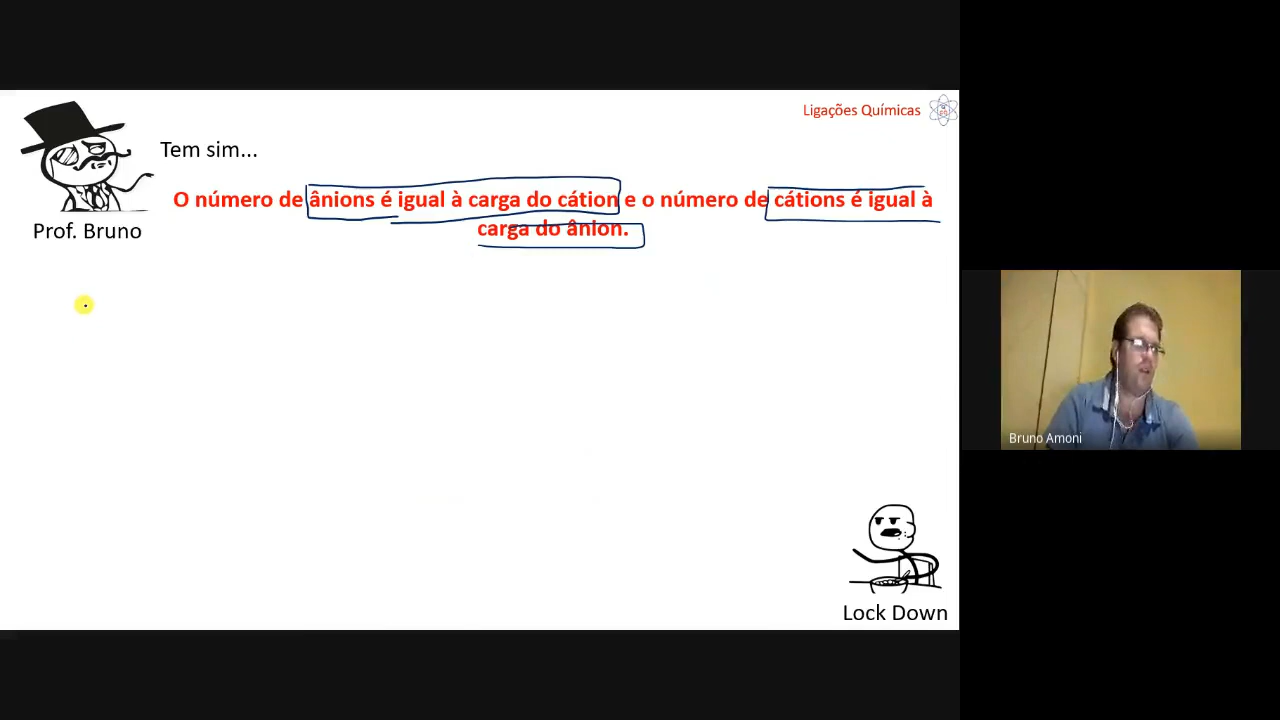 Ligações Químicas
Tem sim...
O número de ânions é igual à carga do cátion e o número de cátions é igual à
carga do ânion.
Prof. Bruno
Bruno Amoni
Lock Down